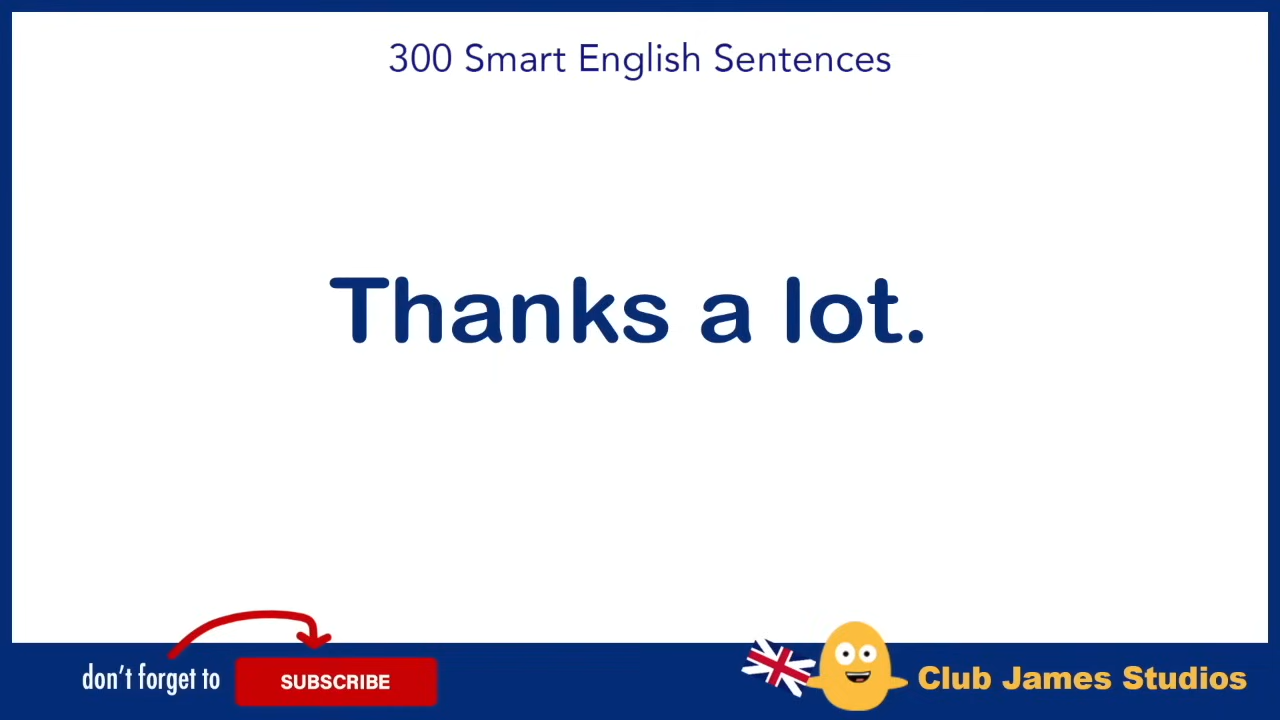 300 Smart English Sentences
Thanks a lot.
don't forget to SUBSCRIBE
Club James Studios